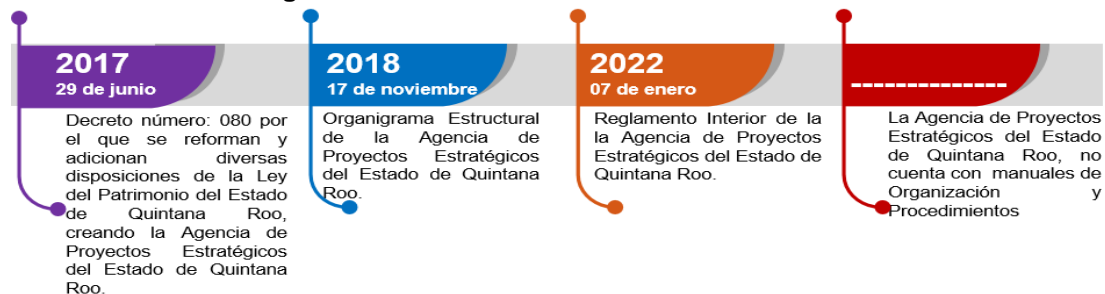 2017
29 de junio
Decreto número: 080 por
el que se reforman y
adicionan diversas
disposiciones de la Ley
del Patrimonio del Estado
de Quintana Roo,
creando la Agencia de
Proyectos Estratégicos
del Estado de Quintana
Roo.
2018
17 de noviembre
Organigrama Estructural
de la Agencia de
Proyectos Estratégicos
del Estado de Quintana
Roo.
2022
07 de enero
Reglamento Interior de la
la Agencia de Proyectos
Estratégicos del Estado de
Quintana Roo.
--------------
La Agencia de Proyectos
Estratégicos del Estado
de Quintana Roo, no
cuenta con manuales de
Organización y
Procedimientos